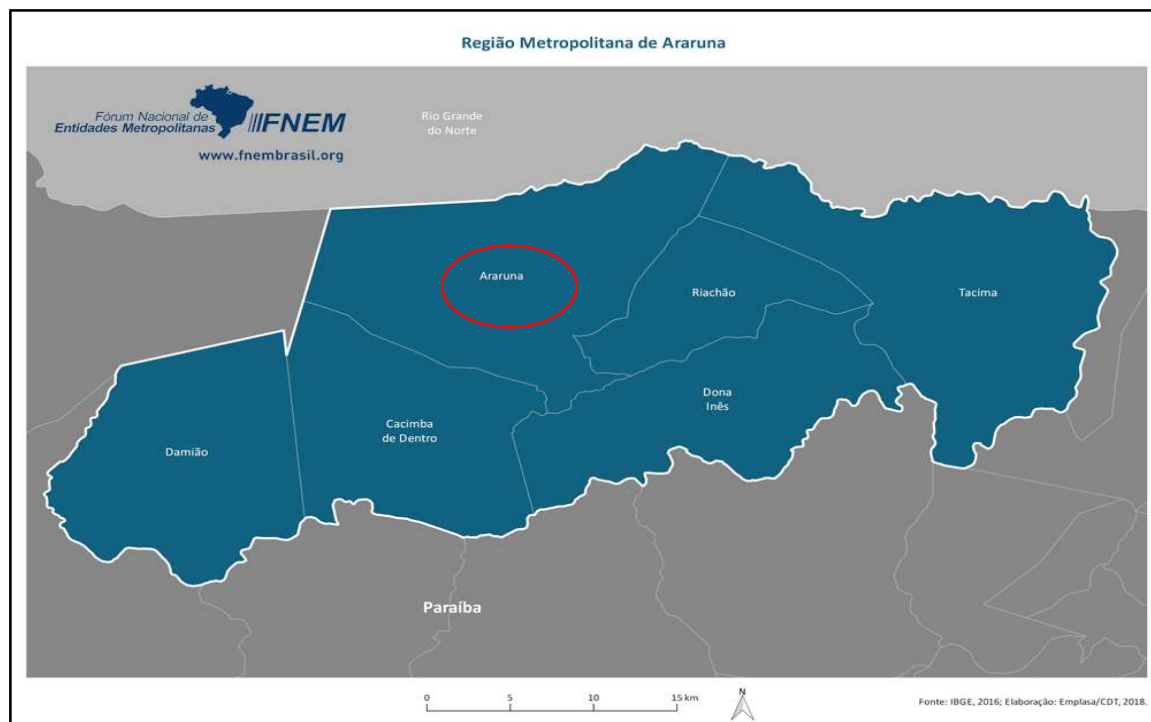 Região Metropolitana de Araruna
Fórum Nacional de
Entidades Metropolitanas
FNEM
www.fnembrasil.org
Rio Grande
do Norte
Araruna
Riachão
Tacima
Dona
Inês
Cacimba
de Dentro
Damião
Paraíba
0 5 10 15 km
N
Fonte: IBGE, 2016; Elaboração: Emplasa/CDT, 2018.